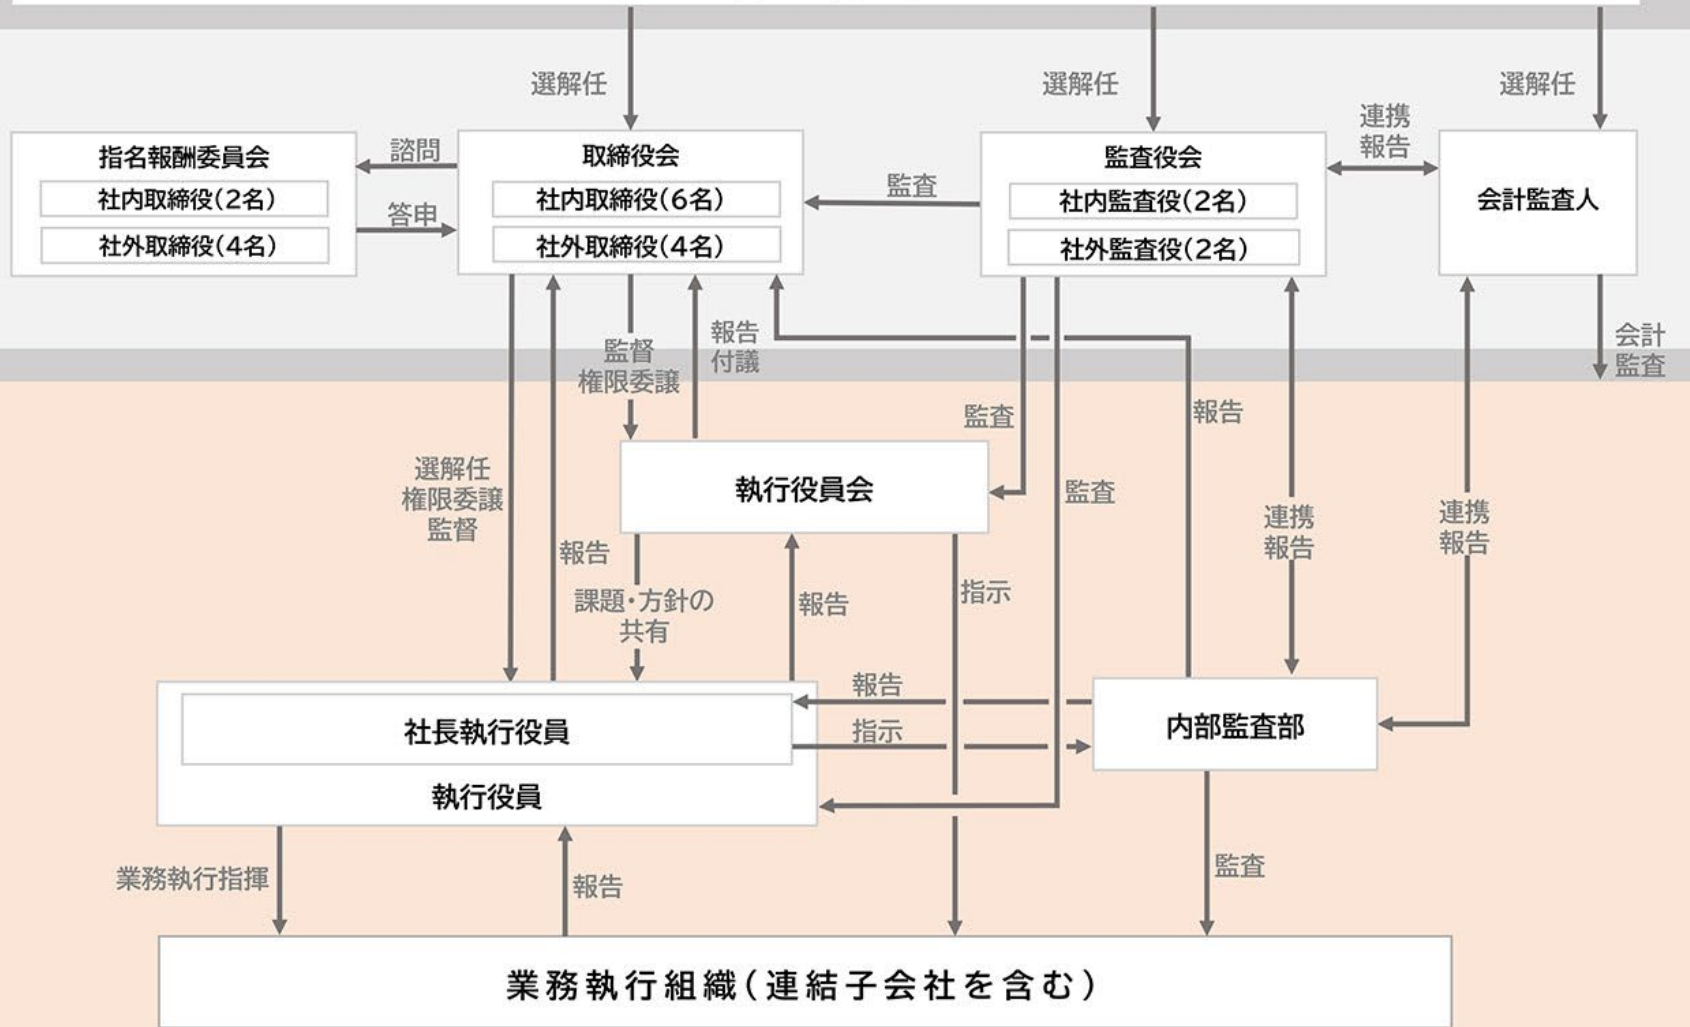 選解任
選解任
選解任
連携
報告
指名報酬委員会
社内取締役(2名)
社外取締役(4名)
諮問
答申
取締役会
社内取締役(6名)
社外取締役(4名)
監査
監査役会
社内監査役(2名)
社外監査役(2名)
会計監査人
監督
権限委譲
報告
付議
会計
監査
監査
報告
選解任
権限委譲
監督
執行役員会
監査
連携
報告
連携
報告
報告
課題・方針の
共有
報告
指示
報告
指示
社長執行役員
執行役員
内部監査部
業務執行指揮
報告
監査
業務執行組織(連結子会社を含む)